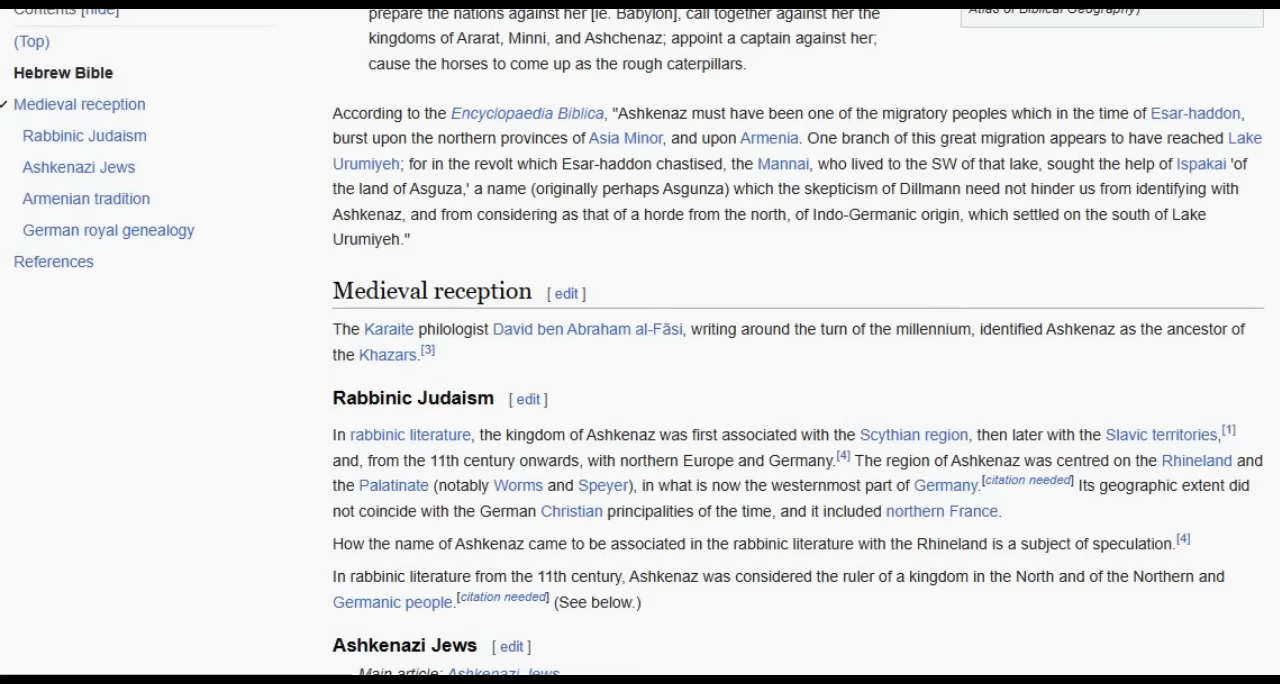 Contents [hide]
(Top)
Hebrew Bible
Medieval reception
Rabbinic Judaism
Ashkenazi Jews
Armenian tradition
German royal genealogy
References
Atlas of Biblical Geography)
prepare the nations against her [ie. Babylon], call together against her the
kingdoms of Ararat, Minni, and Ashchenaz; appoint a captain against her;
cause the horses to come up as the rough caterpillars.
According to the Encyclopaedia Biblica, "Ashkenaz must have been one of the migratory peoples which in the time of Esar-haddon,
burst upon the northern provinces of Asia Minor, and upon Armenia. One branch of this great migration appears to have reached Lake
Urumiyeh; for in the revolt which Esar-haddon chastised, the Mannai, who lived to the SW of that lake, sought the help of Ispakai 'of
the land of Asguza,' a name (originally perhaps Asgunza) which the skepticism of Dillmann need not hinder us from identifying with
Ashkenaz, and from considering as that of a horde from the north, of Indo-Germanic origin, which settled on the south of Lake
Urumiyeh."
Medieval reception [ edit ]
The Karaite philologist David ben Abraham al-Fāsi, writing around the turn of the millennium, identified Ashkenaz as the ancestor of
the Khazars.[3]
Rabbinic Judaism [ edit ]
In rabbinic literature, the kingdom of Ashkenaz was first associated with the Scythian region, then later with the Slavic territories,[1]
and, from the 11th century onwards, with northern Europe and Germany.[4] The region of Ashkenaz was centred on the Rhineland and
the Palatinate (notably Worms and Speyer), in what is now the westernmost part of Germany.[citation needed] Its geographic extent did
not coincide with the German Christian principalities of the time, and it included northern France.
How the name of Ashkenaz came to be associated in the rabbinic literature with the Rhineland is a subject of speculation.[4]
In rabbinic literature from the 11th century, Ashkenaz was considered the ruler of a kingdom in the North and of the Northern and
Germanic people.[citation needed] (See below.)
Ashkenazi Jews [ edit ]
Main article: Ashkenazi Jews